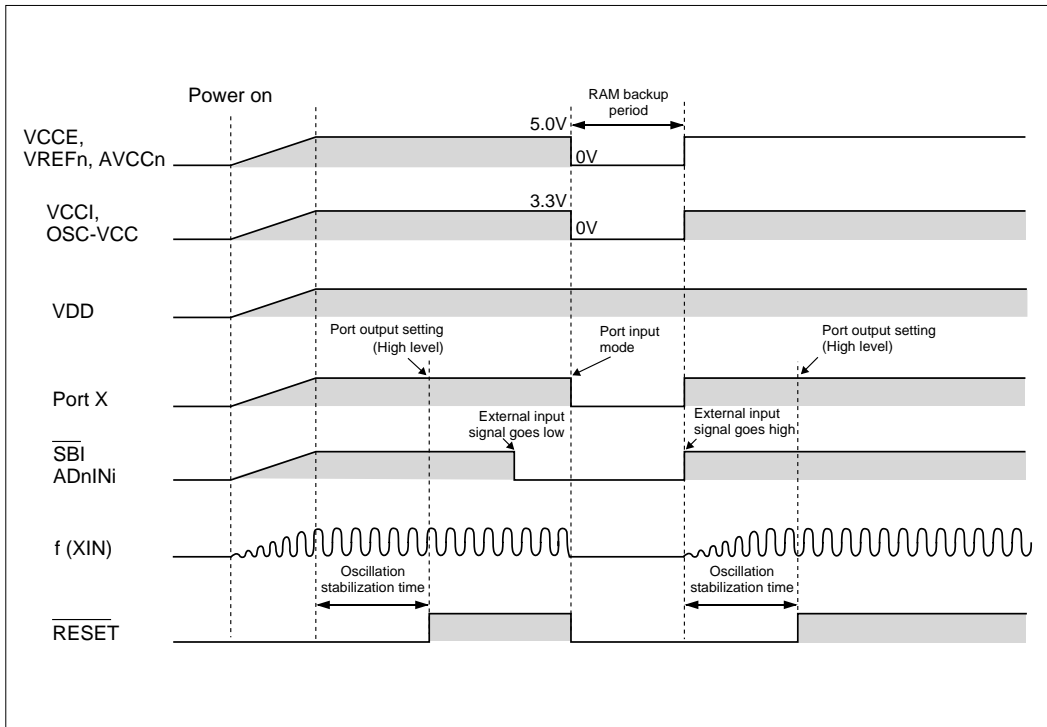 Power on
RAM backup
period
VCCE,
VREFn, AVCCn
5.0V
0V
VCCI,
OSC-VCC
3.3V
0V
VDD
Port output setting
(High level)
Port input
mode
Port output setting
(High level)
Port X
External input
signal goes low
External input
signal goes high
SBI
ADnINi
f (XIN)
Oscillation
stabilization time
Oscillation
stabilization time
RESET